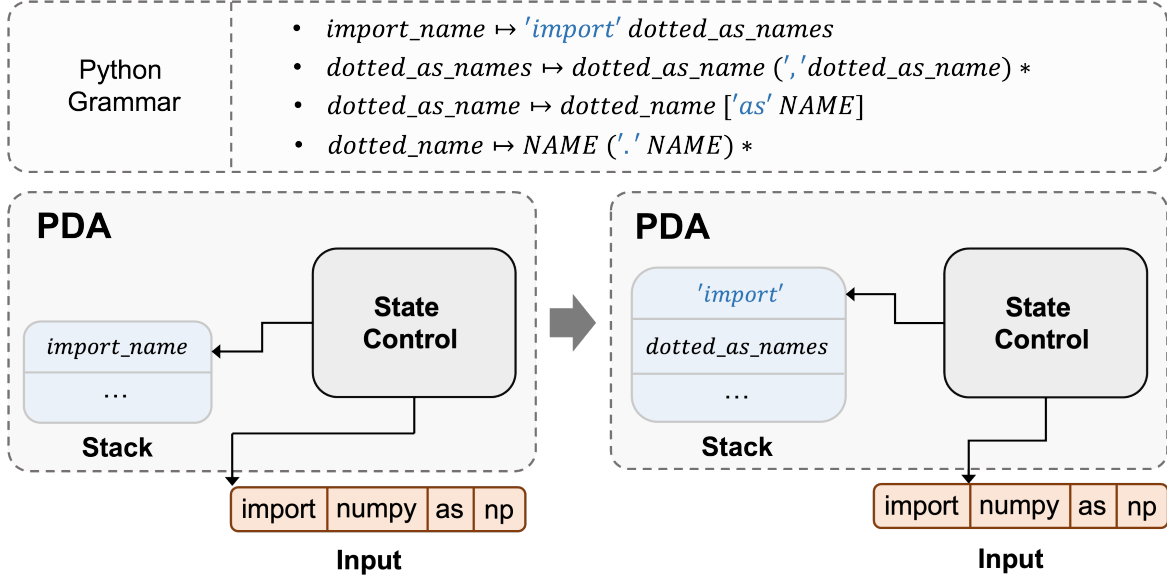 Python
Grammar
• import_name ↦ 'import' dotted_as_names
• dotted_as_names ↦ dotted_as_name (',' dotted_as_name) *
• dotted_as_name ↦ dotted_name ['as' NAME]
• dotted_name ↦ NAME ('.' NAME) *
PDA
State
Control
import_name
...
Stack
import numpy as np
Input
PDA
State
Control
'import'
dotted_as_names
...
Stack
import numpy as np
Input